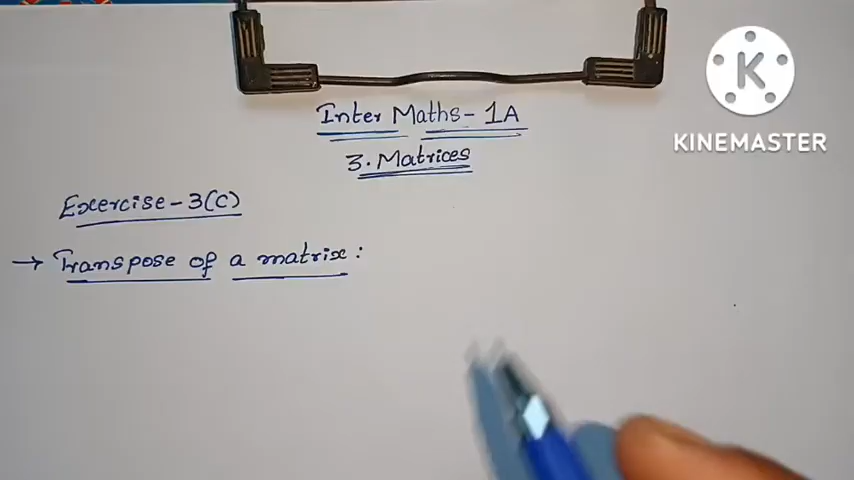 Inter Maths - 1A
3. Matrices
Exercise - 3(C)
→ Transpose of a matrix :
K
KINEMASTER